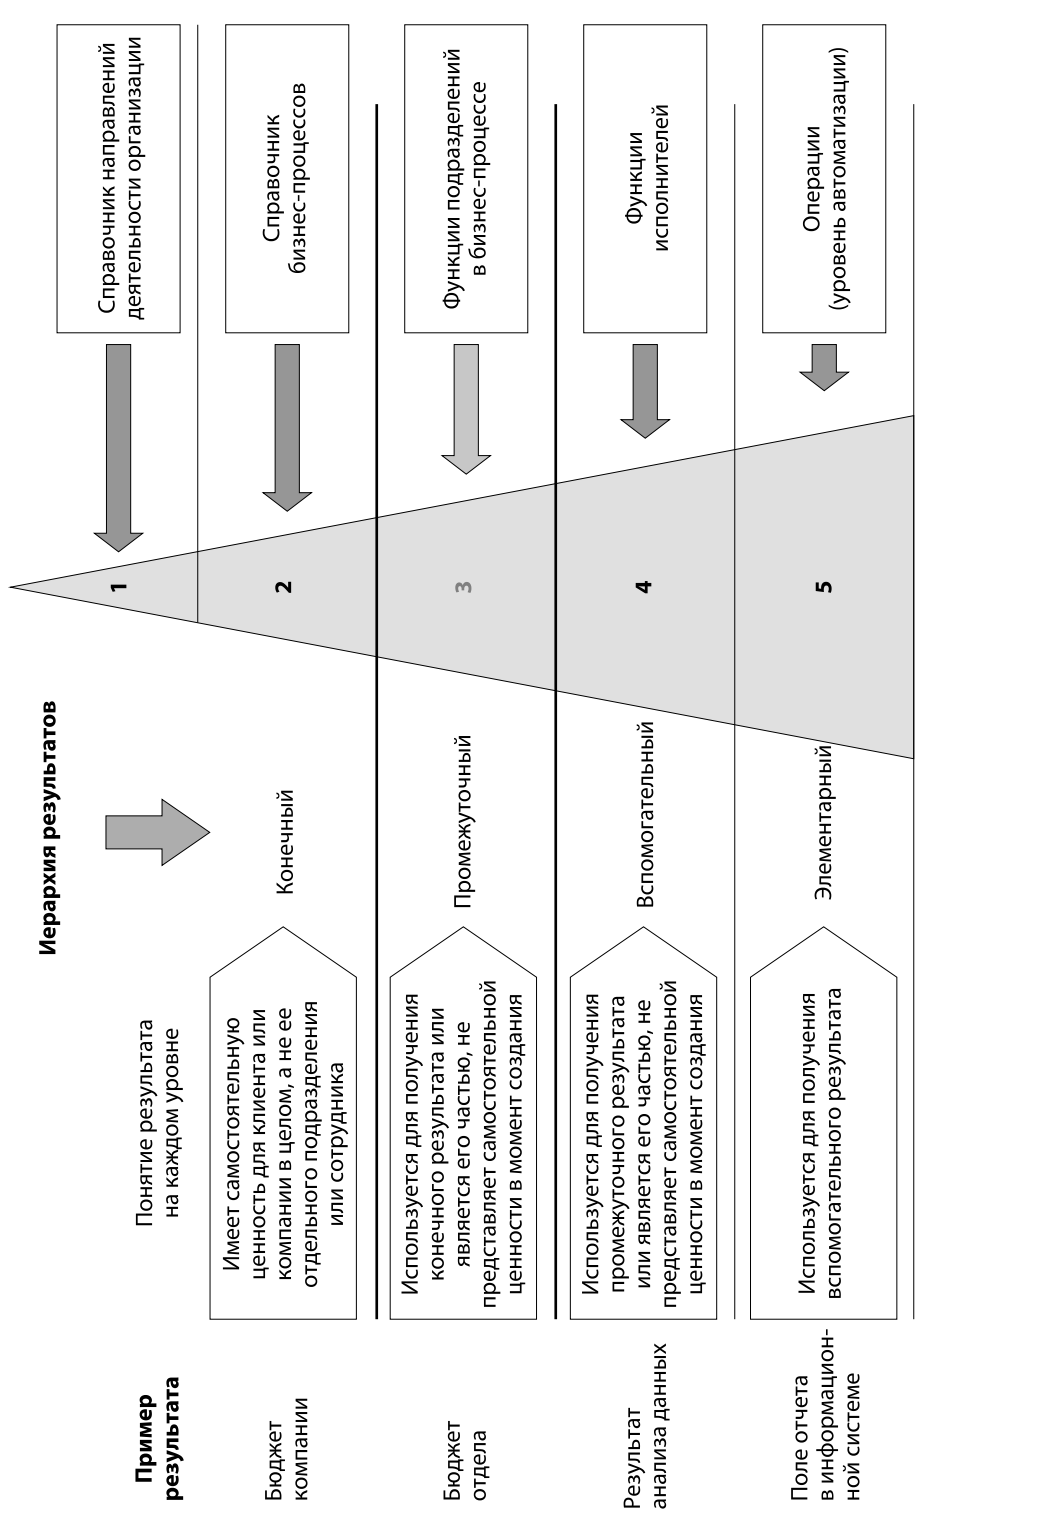 Иерархия результатов
Пример
результата
Понятие результата
на каждом уровне
1
Справочник направлений
деятельности организации
Бюджет
компании
Имеет самостоятельную
ценность для клиента или
компании в целом, а не ее
отдельного подразделения
или сотрудника
Конечный
2
Справочник
бизнес-процессов
Бюджет
отдела
Используется для получения
конечного результата или
является его частью, не
представляет самостоятельной
ценности в момент создания
Промежуточный
3
Функции подразделений
в бизнес-процессе
Результат
анализа данных
Используется для получения
промежуточного результата
или является его частью, не
представляет самостоятельной
ценности в момент создания
Вспомогательный
4
Функции
исполнителей
Поле отчета
в информацион-
ной системе
Используется для получения
вспомогательного результата
Элементарный
5
Операции
(уровень автоматизации)